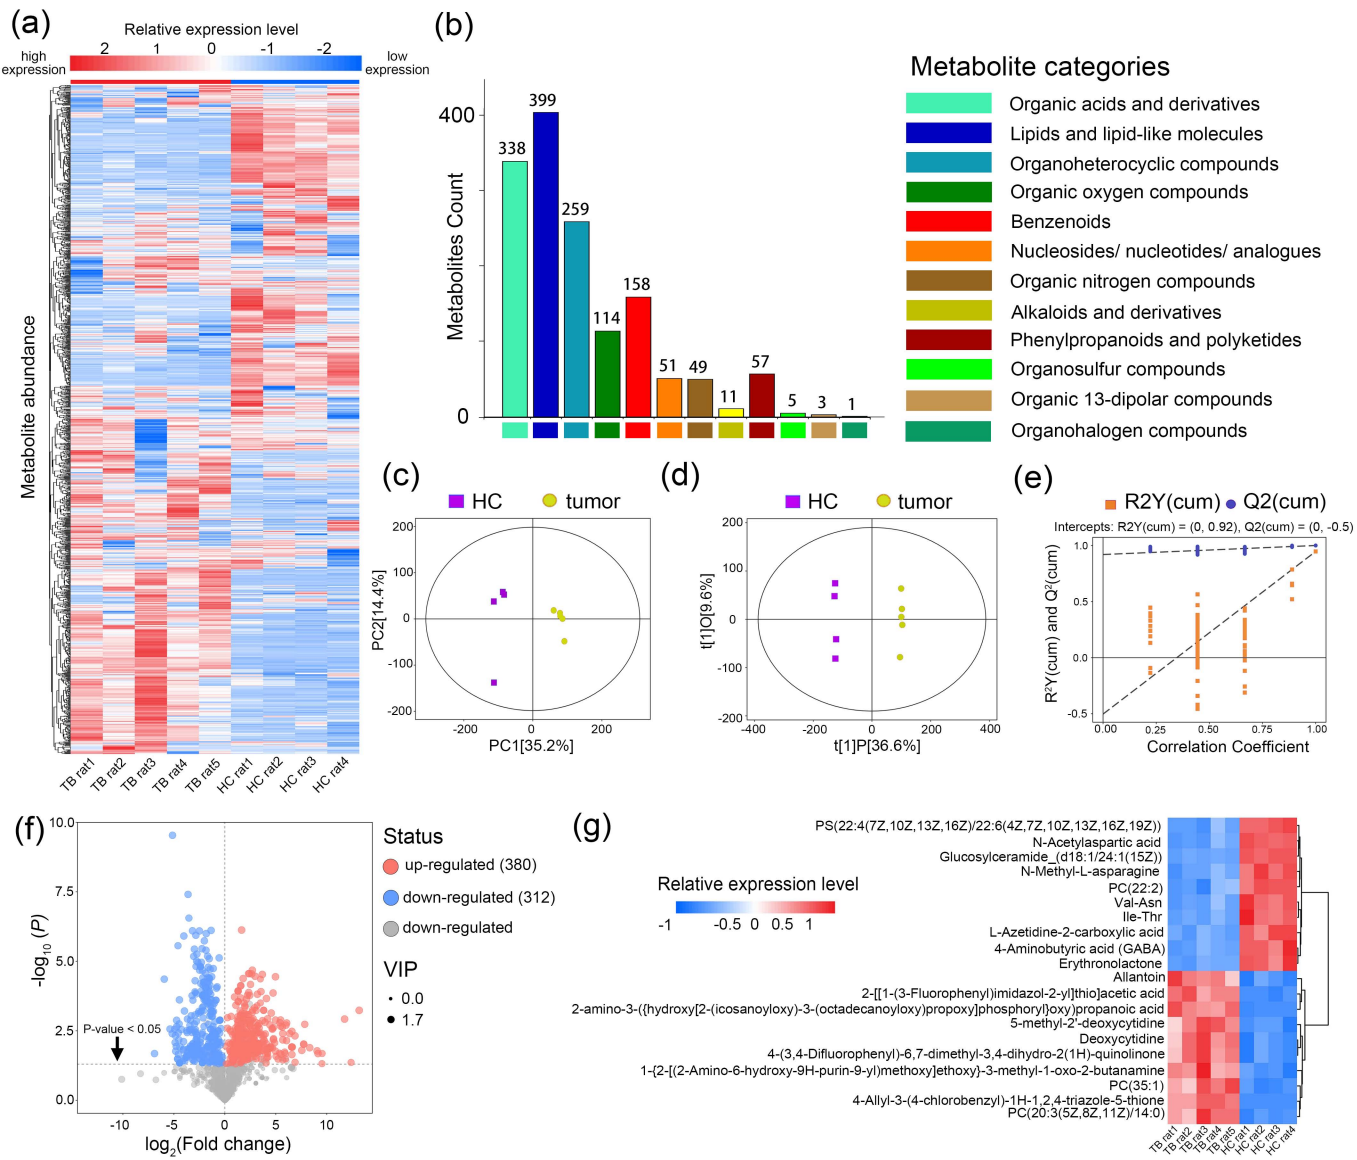 (a)
Relative expression level
high expression
2 1 0 -1 -2
low expression
Metabolite abundance
TB rat1 TB rat2 TB rat3 TB rat4 TB rat5 HC rat1 HC rat2 HC rat3 HC rat4
(b)
Metabolites Count
400
0
338
399
259
114
158
51
49
11
57
5
3
1
Metabolite categories
Organic acids and derivatives
Lipids and lipid-like molecules
Organoheterocyclic compounds
Organic oxygen compounds
Benzenoids
Nucleosides/ nucleotides/ analogues
Organic nitrogen compounds
Alkaloids and derivatives
Phenylpropanoids and polyketides
Organosulfur compounds
Organic 13-dipolar compounds
Organohalogen compounds
(c)
HC tumor
PC2[14.4%]
200
100
0
-100
-200
-200 0 200
PC1[35.2%]
(d)
HC tumor
t[1]O[9.6%]
200
100
0
-100
-200
-400 -200 0 200 400
t[1]P[36.6%]
(e)
R2Y(cum) Q2(cum)
Intercepts: R2Y(cum) = (0, 0.92), Q2(cum) = (0, -0.5)
R²Y(cum) and Q²(cum)
1.0
0.5
0.0
-0.5
0.00 0.25 0.50 0.75 1.00
Correlation Coefficient
(f)
-log₁₀ (P)
10.0
7.5
5.0
2.5
0.0
P-value < 0.05
-10 -5 0 5 10
log₂(Fold change)
Status
up-regulated (380)
down-regulated (312)
down-regulated
VIP
0.0
1.7
(g)
Relative expression level
-1 -0.5 0 0.5 1
PS(22:4(7Z,10Z,13Z,16Z)/22:6(4Z,7Z,10Z,13Z,16Z,19Z))
N-Acetylaspartic acid
Glucosylceramide_(d18:1/24:1(15Z))
N-Methyl-L-asparagine
PC(22:2)
Val-Asn
Ile-Thr
L-Azetidine-2-carboxylic acid
4-Aminobutyric acid (GABA)
Erythronolactone
Allantoin
2-[[1-(3-Fluorophenyl)imidazol-2-yl]thio]acetic acid
2-amino-3-({hydroxy[2-(icosanoyloxy)-3-(octadecanoyloxy)propoxy]phosphoryl}oxy)propanoic acid
5-methyl-2'-deoxycytidine
Deoxycytidine
4-(3,4-Difluorophenyl)-6,7-dimethyl-3,4-dihydro-2(1H)-quinolinone
1-{2-[(2-Amino-6-hydroxy-9H-purin-9-yl)methoxy]ethoxy}-3-methyl-1-oxo-2-butanamine
PC(35:1)
4-Allyl-3-(4-chlorobenzyl)-1H-1,2,4-triazole-5-thione
PC(20:3(5Z,8Z,11Z)/14:0)
TB rat1 TB rat2 TB rat3 TB rat4 TB rat5 HC rat1 HC rat2 HC rat3 HC rat4